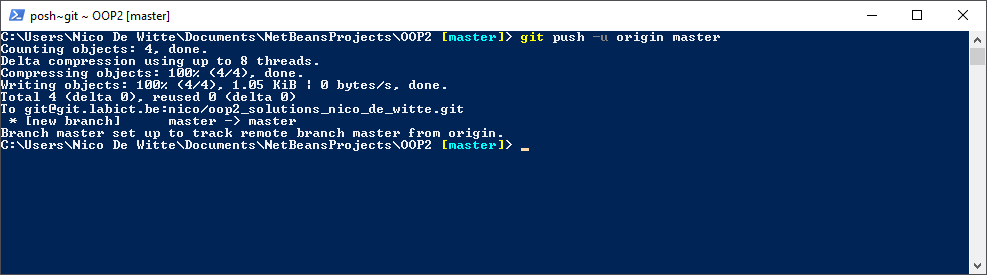 posh~git ~ OOP2 [master]
C:\Users\Nico De Witte\Documents\NetBeansProjects\OOP2 [master]> git push -u origin master
Counting objects: 4, done.
Delta compression using up to 8 threads.
Compressing objects: 100% (4/4), done.
Writing objects: 100% (4/4), 1.05 KiB ¦ 0 bytes/s, done.
Total 4 (delta 0), reused 0 (delta 0)
To git@git.labict.be:nico/oop2_solutions_nico_de_witte.git
 * [new branch]      master -> master
Branch master set up to track remote branch master from origin.
C:\Users\Nico De Witte\Documents\NetBeansProjects\OOP2 [master]> _